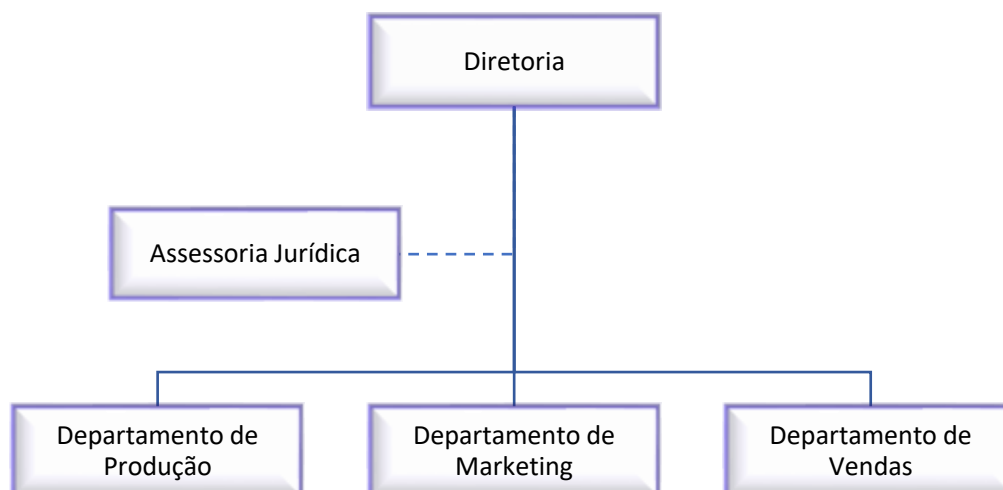 Diretoria
Assessoria Jurídica
Departamento de
Produção
Departamento de
Marketing
Departamento de
Vendas